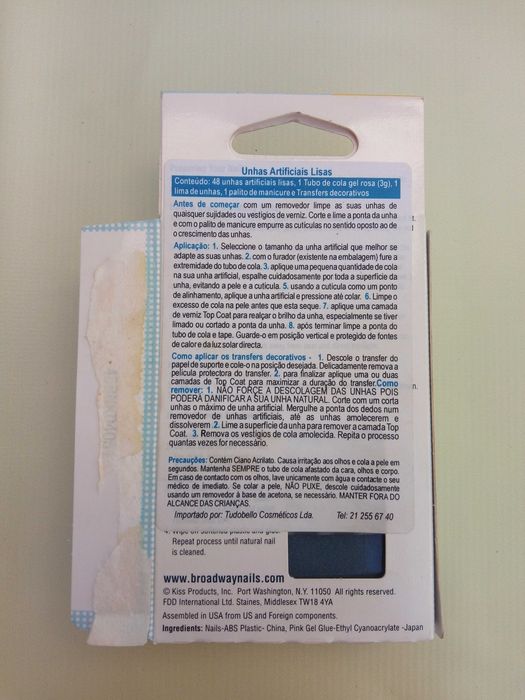 Unhas Artificiais Lisas
Conteúdo: 48 unhas artificiais lisas, 1 Tubo de cola gel rosa (3g), 1
lima de unhas, 1 palito de manicure e Transfers decorativos
Antes de começar com um removedor limpe as suas unhas de
quaisquer sujidades ou vestígios de verniz. Corte e lime a ponta da unha
e com o palito de manicure empurre as cutículas no sentido oposto ao de
o crescimento das unhas.
Aplicação: 1. Seleccione o tamanho da unha artificial que melhor se
adapte as suas unhas. 2. com o furador (existente na embalagem) fure a
extremidade do tubo de cola. 3. aplique uma pequena quantidade de cola
na sua unha artificial, espalhe cuidadosamente por toda a superfície da
unha, evitando a pele e a cutícula. 5. usando a cutícula como um ponto
de alinhamento, aplique a unha artificial e pressione até colar. 6. Limpe o
excesso de cola na pele antes que esta seque. 7. aplique uma camada
de verniz Top Coat para realçar o brilho da unha, especialmente se tiver
limado ou cortado a ponta da unha. 8. após terminar limpe a ponta do
tubo de cola e tape. Guarde-o em posição vertical e protegido de fontes
de calor e da luz solar directa.
Como aplicar os transfers decorativos - 1. Descole o transfer do
papel de suporte e cole-o na posição desejada. Delicadamente remova a
película protectora do transfer. 2. para finalizar aplique uma ou duas
camadas de Top Coat para maximizar a duração do transfer.Como
remover: 1. NÃO FORÇE A DESCOLAGEM DAS UNHAS POIS
PODERÁ DANIFICAR A SUA UNHA NATURAL. Corte com um corta
unhas o máximo de unha artificial. Mergulhe a ponta dos dedos num
removedor de unhas artificiais, até as unhas amolecerem e
dissolverem .2. Lime a superfície da unha para remover a camada Top
Coat. 3. Remova os vestígios de cola amolecida. Repita o processo
quantas vezes for necessário.
Precauções: Contém Ciano Acrilato. Causa irritação aos olhos e cola a pele em
segundos. Mantenha SEMPRE o tubo de cola afastado da cara, olhos e corpo.
Em caso de contacto com os olhos, lave unicamente com água e contacte o seu
médico de imediato. Se colar a pele, NÃO PUXE, descole cuidadosamente
usando um removedor à base de acetona, se necessário. MANTER FORA DO
ALCANCE DAS CRIANÇAS.
Importado por: Tudobello Cosméticos Lda. Tel: 21 255 67 40
4. Wipe off softened plastic and glue.
Repeat process until natural nail
is cleaned.
www.broadwaynails.com
© Kiss Products, Inc. Port Washington, N.Y. 11050 All rights reserved.
FDD International Ltd. Staines, Middlesex TW18 4YA
Assembled in USA from US and Foreign components.
Ingredients: Nails-ABS Plastic- China, Pink Gel Glue-Ethyl Cyanoacrylate -Japan